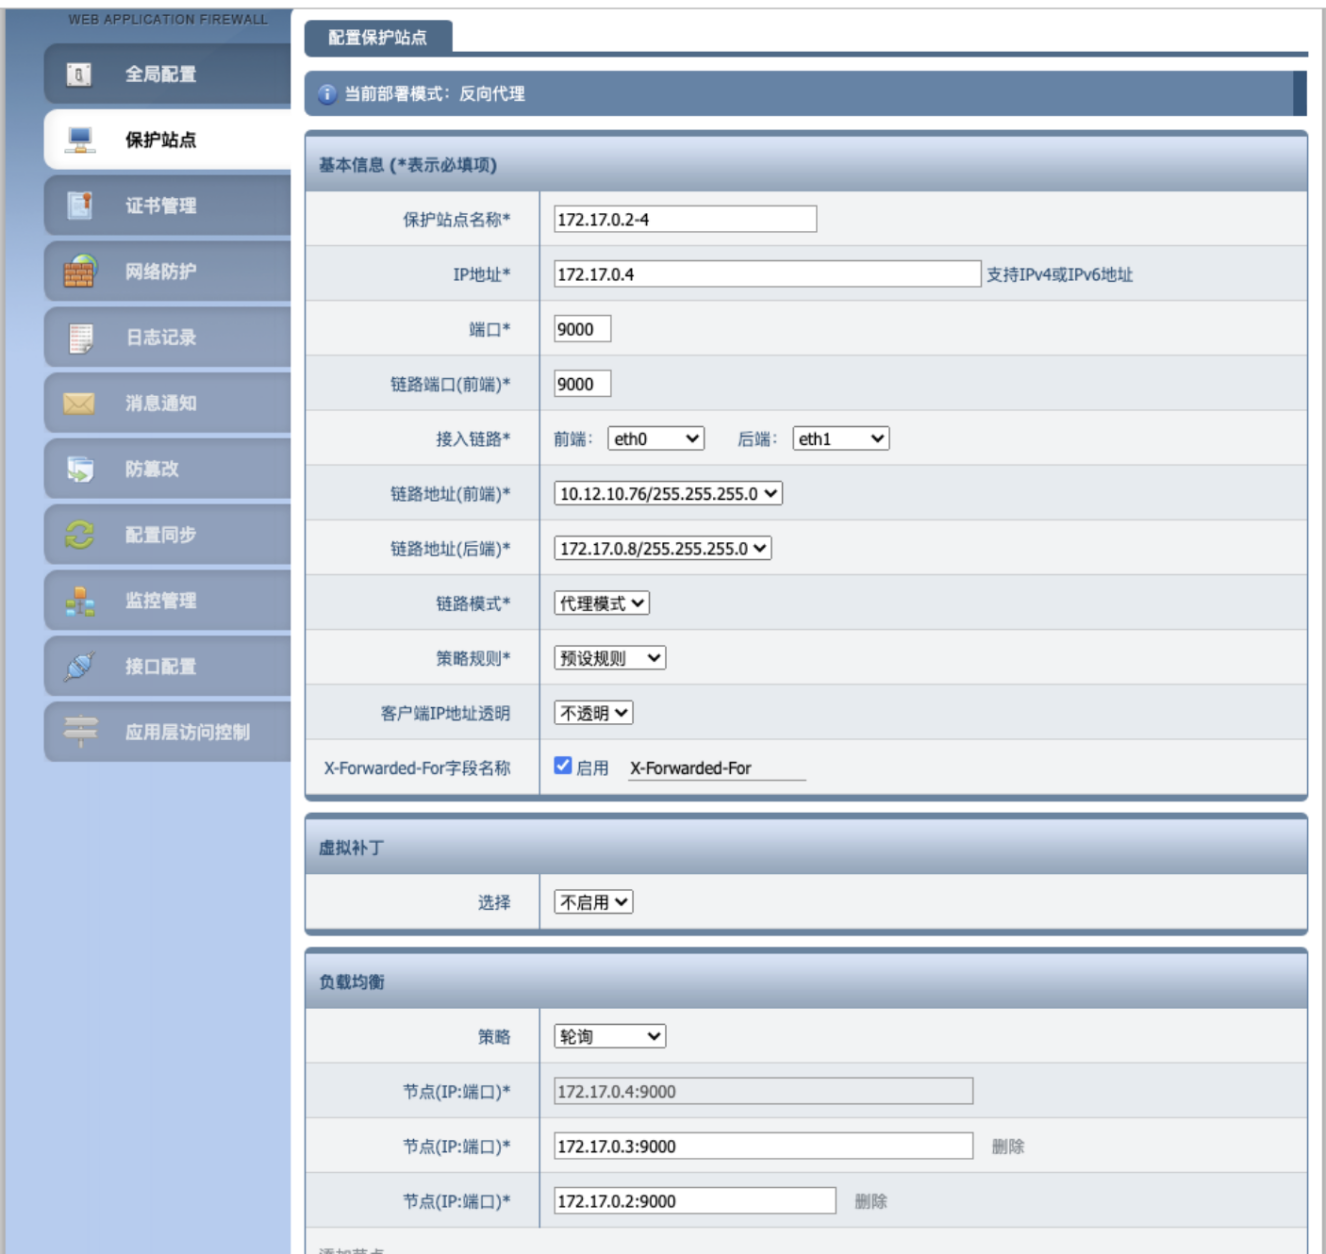 WEB APPLICATION FIREWALL
全局配置
保护站点
证书管理
网络防护
日志记录
消息通知
防篡改
配置同步
监控管理
接口配置
应用层访问控制
配置保护站点
当前部署模式：反向代理
基本信息 (*表示必填项)
保护站点名称* 172.17.0.2-4
IP地址* 172.17.0.4 支持IPv4或IPv6地址
端口* 9000
链路端口(前端)* 9000
接入链路* 前端： eth0 后端： eth1
链路地址(前端)* 10.12.10.76/255.255.255.0
链路地址(后端)* 172.17.0.8/255.255.255.0
链路模式* 代理模式
策略规则* 预设规则
客户端IP地址透明 不透明
X-Forwarded-For字段名称 启用 X-Forwarded-For
虚拟补丁
选择 不启用
负载均衡
策略 轮询
节点(IP:端口)* 172.17.0.4:9000
节点(IP:端口)* 172.17.0.3:9000 删除
节点(IP:端口)* 172.17.0.2:9000 删除
添加节点